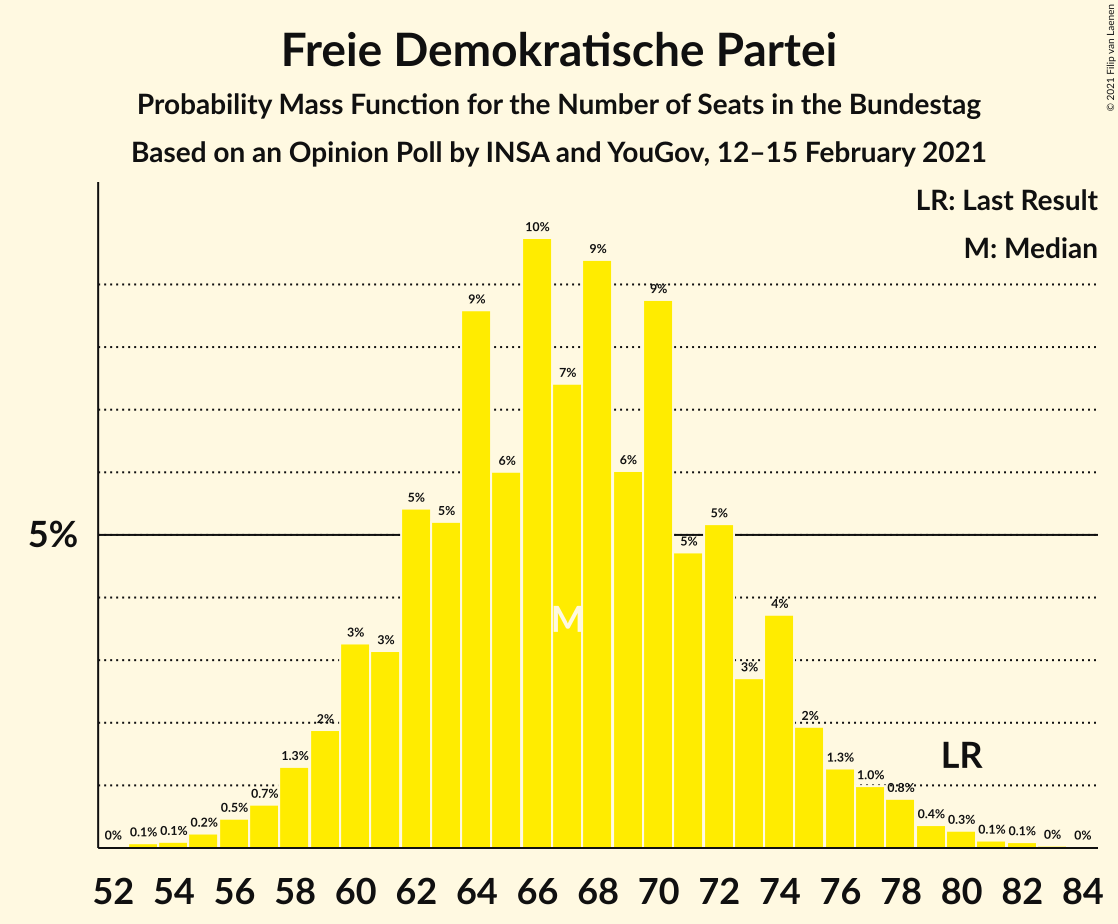 Freie Demokratische Partei
Probability Mass Function for the Number of Seats in the Bundestag
Based on an Opinion Poll by INSA and YouGov, 12–15 February 2021
© 2021 Filip van Laenen
LR: Last Result
M: Median
5%
0% 0.1% 0.1% 0.2% 0.5% 0.7% 1.3% 2% 3% 3% 5% 5% 9% 6% 10% 7% 9% 6% 9% 5% 5% 3% 4% 2% 1.3% 1.0% 0.8% 0.4% 0.3% 0.1% 0.1% 0% 0%
M
LR
52 54 56 58 60 62 64 66 68 70 72 74 76 78 80 82 84